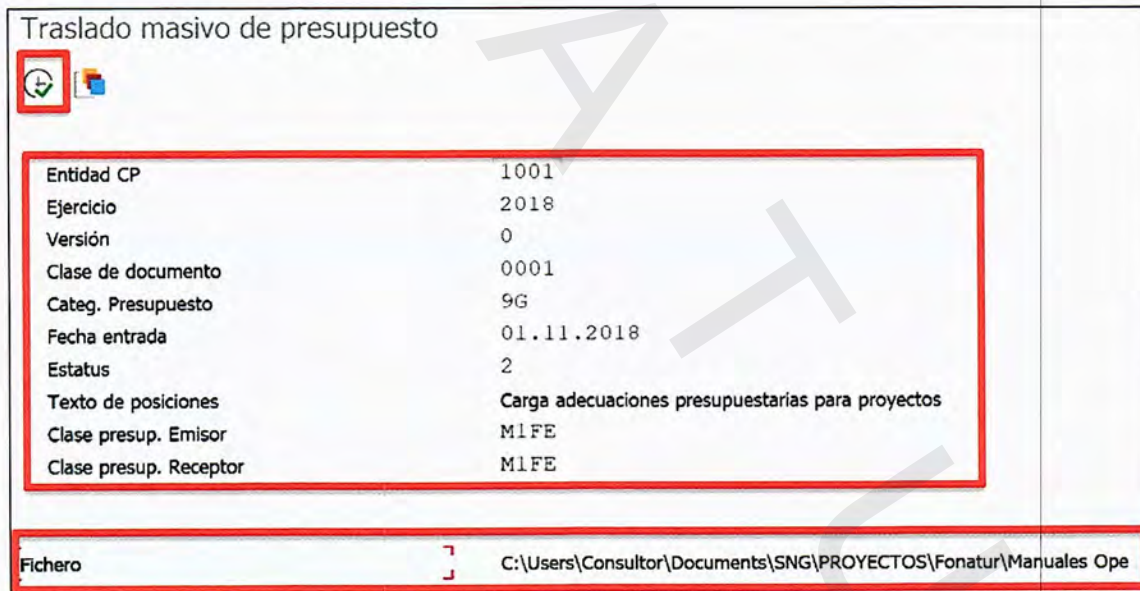 Traslado masivo de presupuesto
Entidad CP 1001
Ejercicio 2018
Versión 0
Clase de documento 0001
Categ. Presupuesto 9G
Fecha entrada 01.11.2018
Estatus 2
Texto de posiciones Carga adecuaciones presupuestarias para proyectos
Clase presup. Emisor M1FE
Clase presup. Receptor M1FE
Fichero C:\Users\Consultor\Documents\SNG\PROYECTOS\Fonatur\Manuales Ope